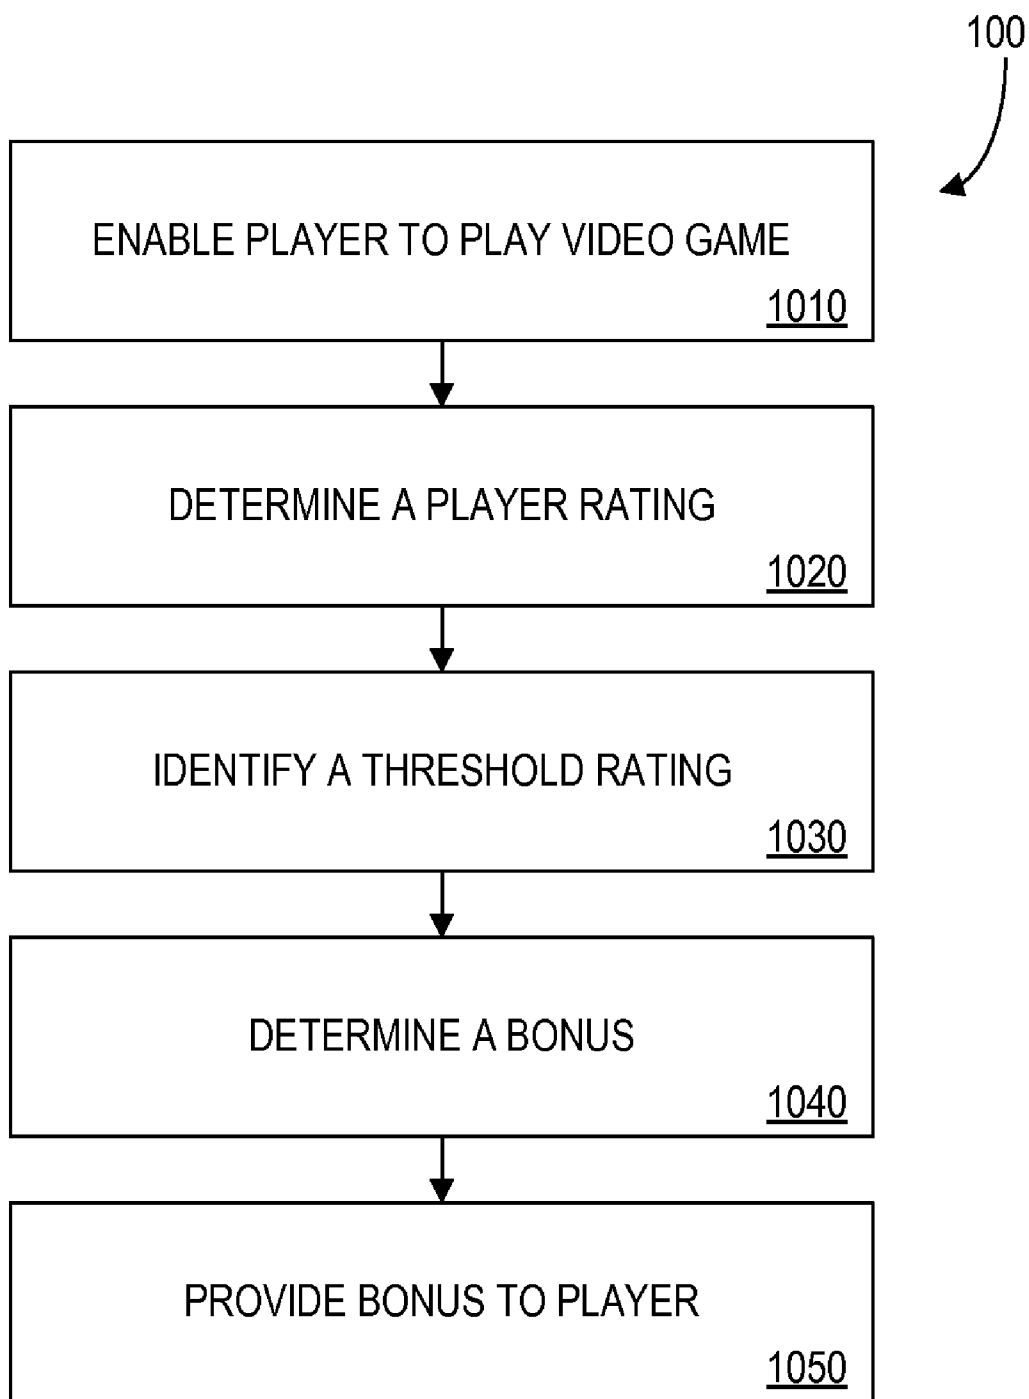 100
ENABLE PLAYER TO PLAY VIDEO GAME
1010
DETERMINE A PLAYER RATING
1020
IDENTIFY A THRESHOLD RATING
1030
DETERMINE A BONUS
1040
PROVIDE BONUS TO PLAYER
1050